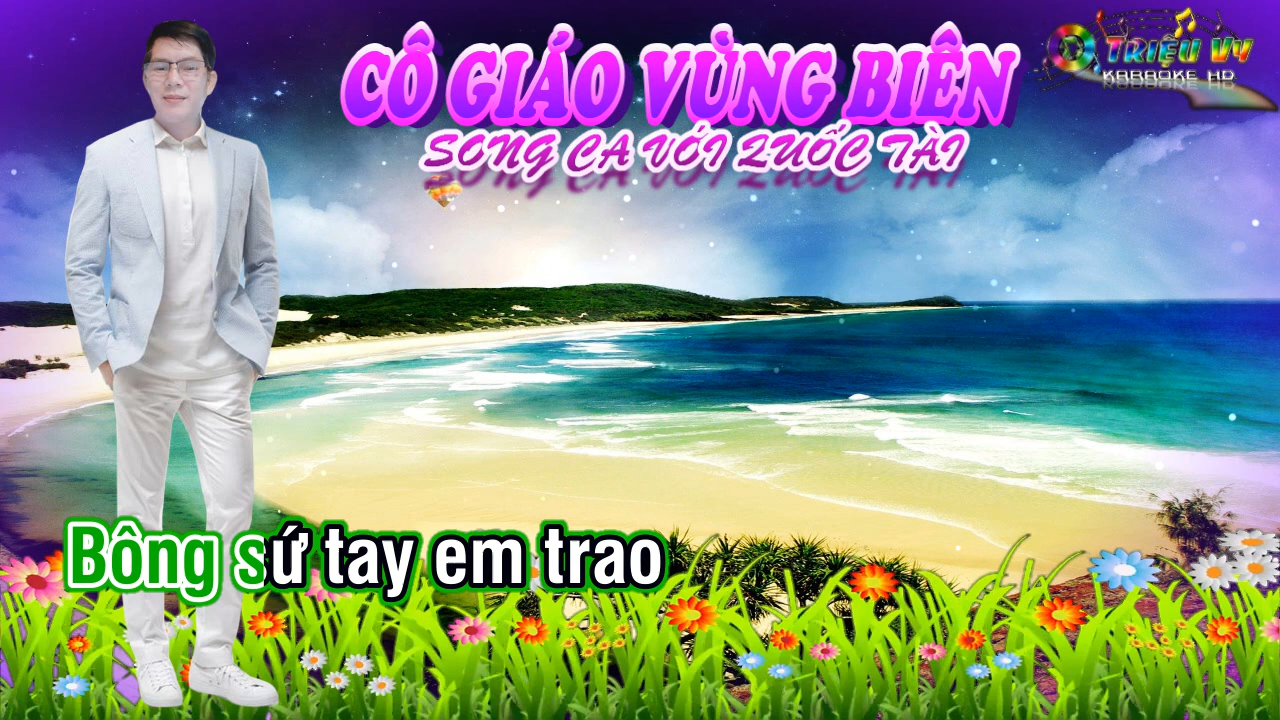 CÔ GIÁO VÙNG BIÊN
SONG CA VỚI QUỐC TÀI
TRIỆU VY
KARAOKE HD
Bông sứ tay em trao